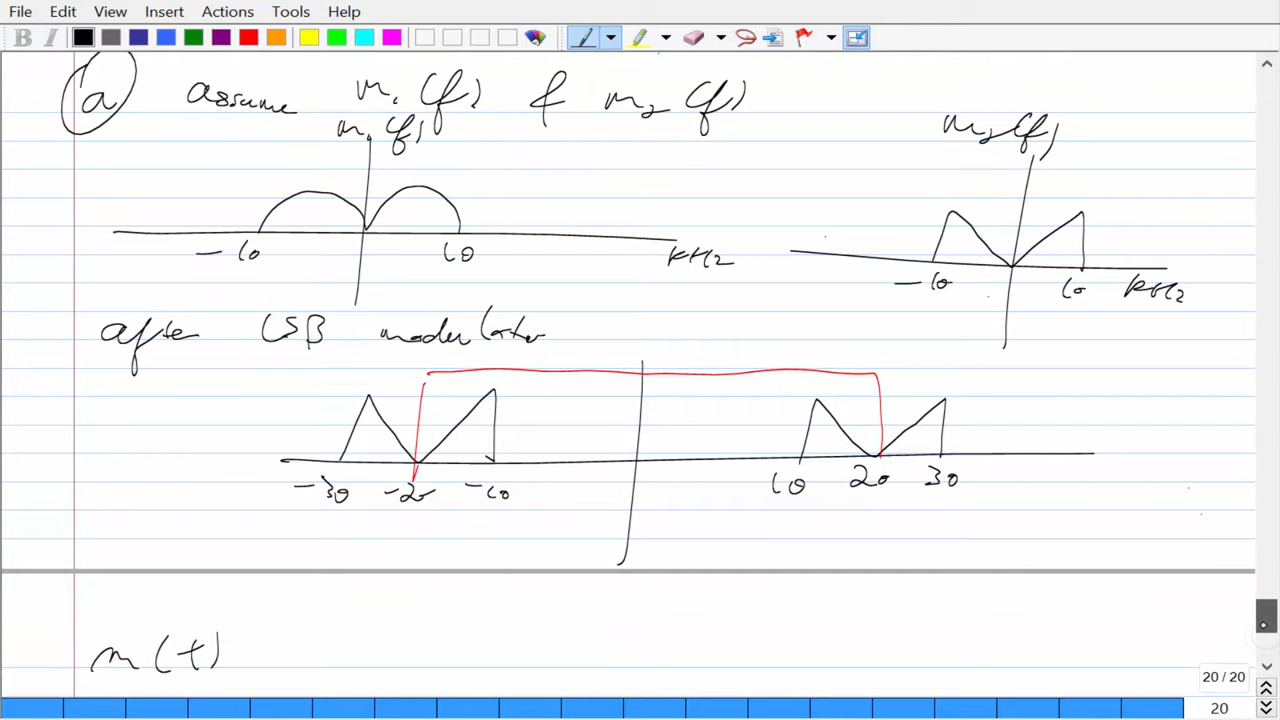 File Edit View Insert Actions Tools Help
B I
(a) assume m₁(f) & m₂(f)
m₁(f)
m₂(f)
-10 10 KHz
-10 10 KHz
after LSB modulator
-30 -20 -10 10 20 30
m(t)
20 / 20
20